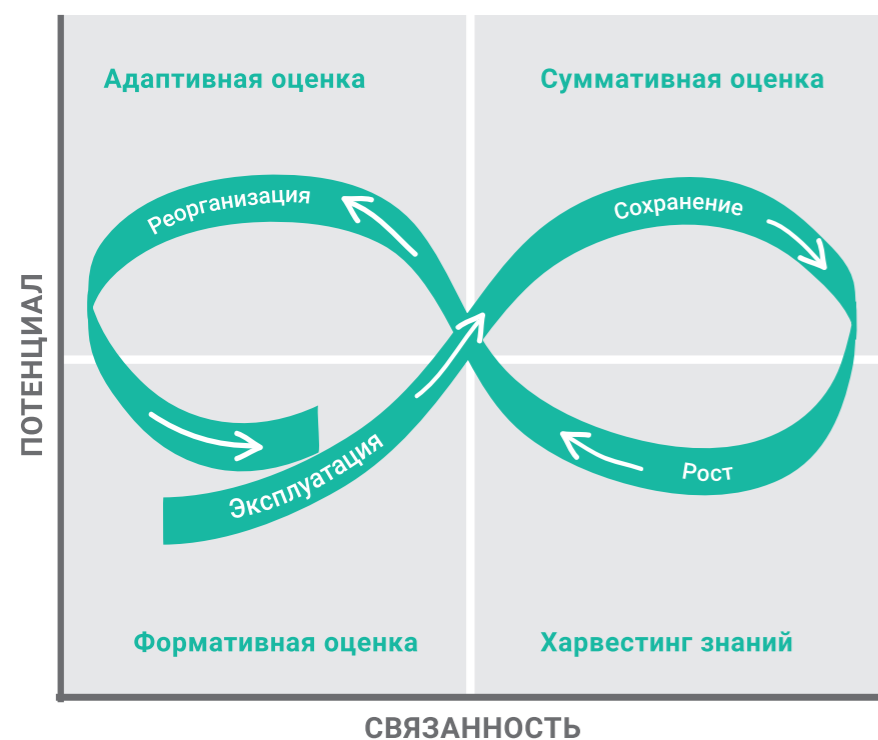 Адаптивная оценка
Суммативная оценка
Реорганизация
Сохранение
ПОТЕНЦИАЛ
Эксплуатация
Рост
Формативная оценка
Харвестинг знаний
СВЯЗАННОСТЬ